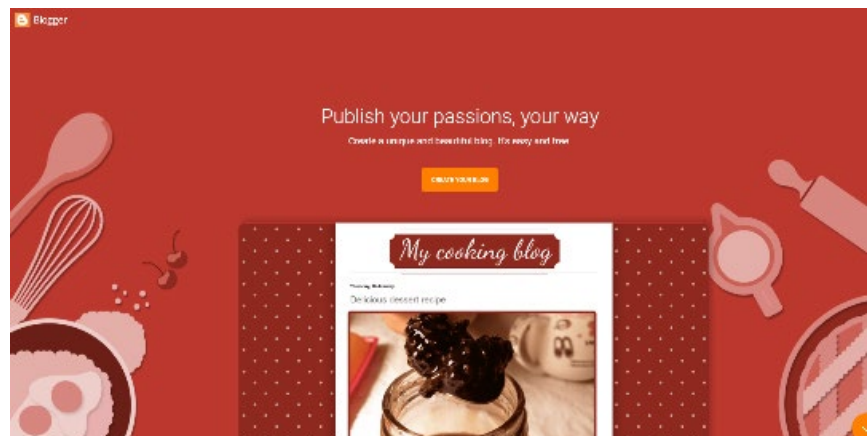 Blogger
Publish your passions, your way
Create a unique and beautiful blog. It's easy and free.
CREATE YOUR BLOG
My cooking blog
Delicious dessert recipe